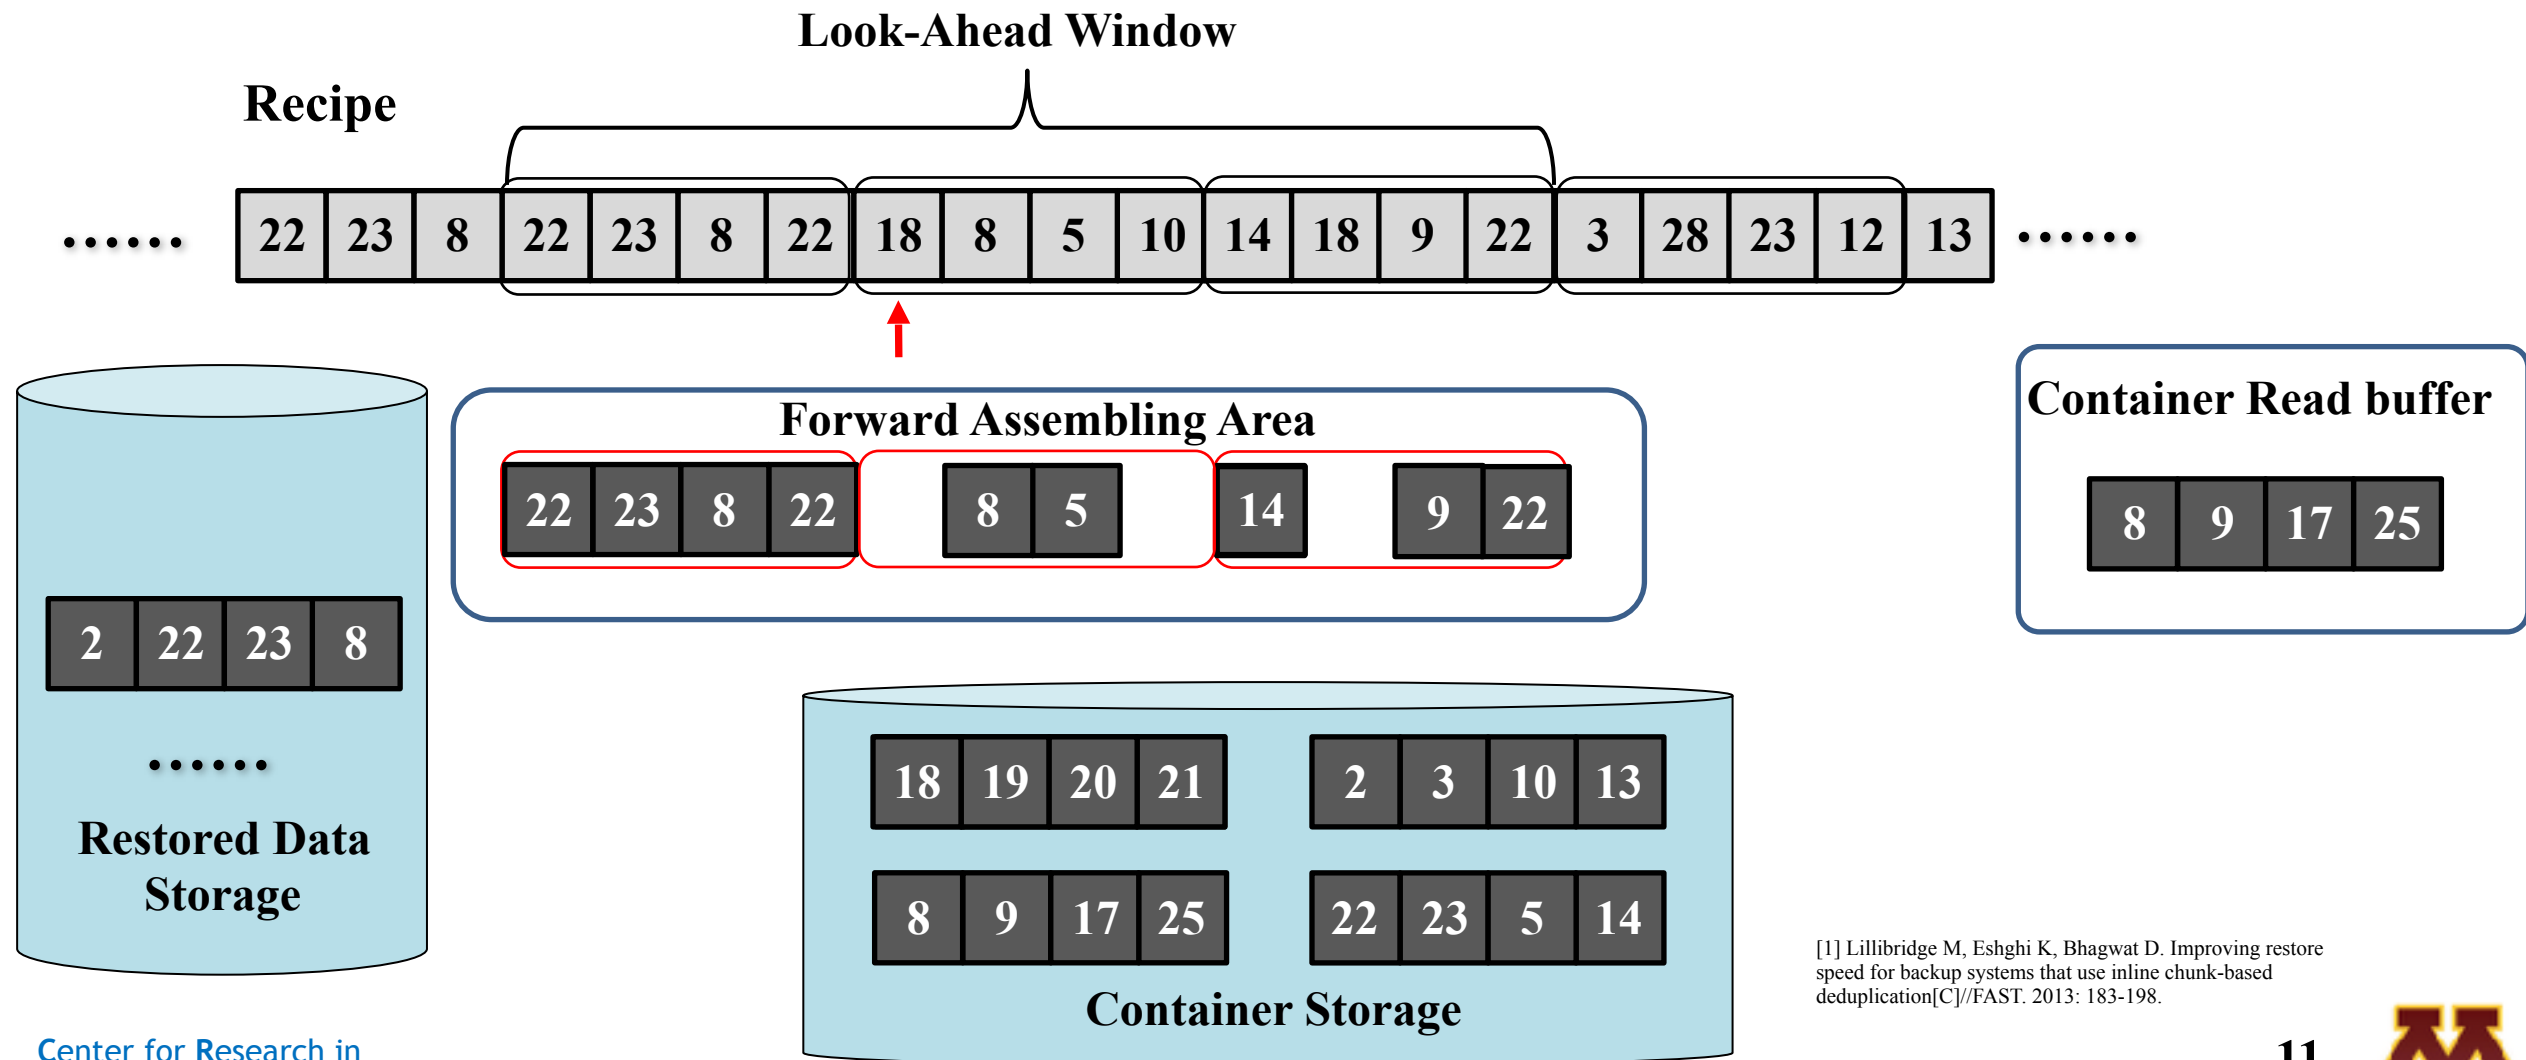 Look-Ahead Window
Recipe
...... 22 23 8 22 23 8 22 18 8 5 10 14 18 9 22 3 28 23 12 13 ......
Forward Assembling Area
22 23 8 22 8 5 14 9 22
Container Read buffer
8 9 17 25
2 22 23 8
......
Restored Data
Storage
18 19 20 21 2 3 10 13
8 9 17 25 22 23 5 14
Container Storage
[1] Lillibridge M, Eshghi K, Bhagwat D. Improving restore
speed for backup systems that use inline chunk-based
deduplication[C]//FAST. 2013: 183-198.
Center for Research in
11